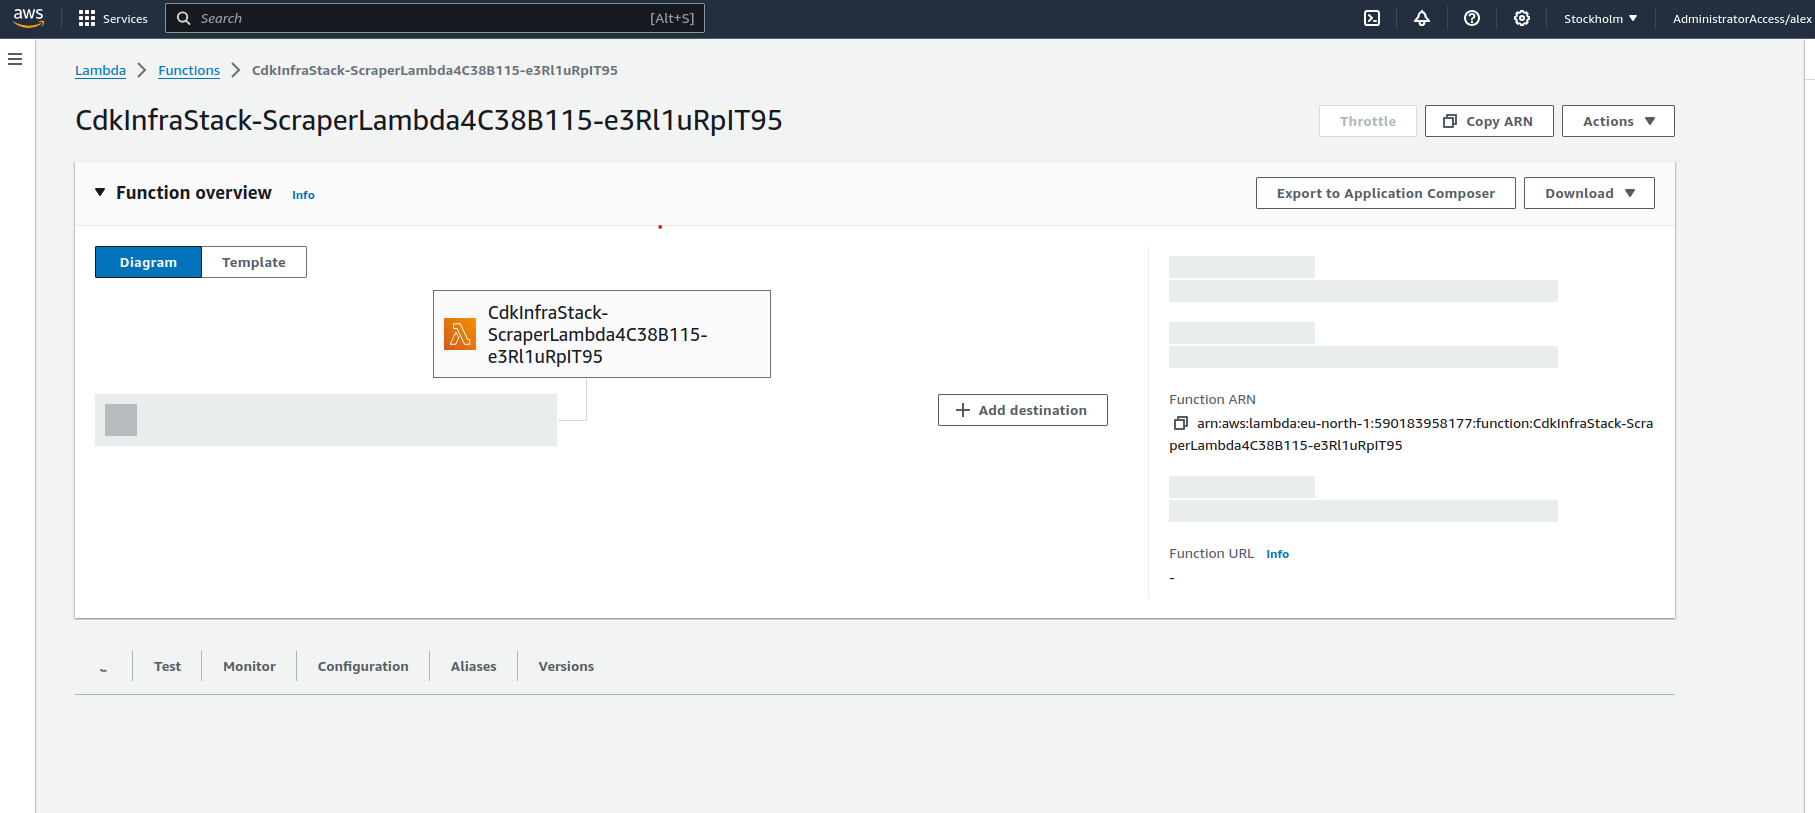 aws
Services
Search
[Alt+S]
Stockholm
AdministratorAccess/alex
Lambda
Functions
CdkInfraStack-ScraperLambda4C38B115-e3Rl1uRpIT95
CdkInfraStack-ScraperLambda4C38B115-e3Rl1uRpIT95
Throttle
Copy ARN
Actions
Function overview
Info
Export to Application Composer
Download
Diagram
Template
CdkInfraStack-
ScraperLambda4C38B115-
e3Rl1uRpIT95
Add destination
Function ARN
arn:aws:lambda:eu-north-1:590183958177:function:CdkInfraStack-Scra
perLambda4C38B115-e3Rl1uRpIT95
Function URL
Info
-
Test
Monitor
Configuration
Aliases
Versions